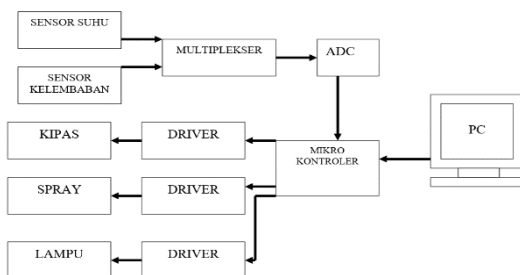 SENSOR SUHU
MULTIPLEKSER
ADC
SENSOR
KELEMBABAN
KIPAS
DRIVER
MIKRO
KONTROLER
PC
SPRAY
DRIVER
LAMPU
DRIVER